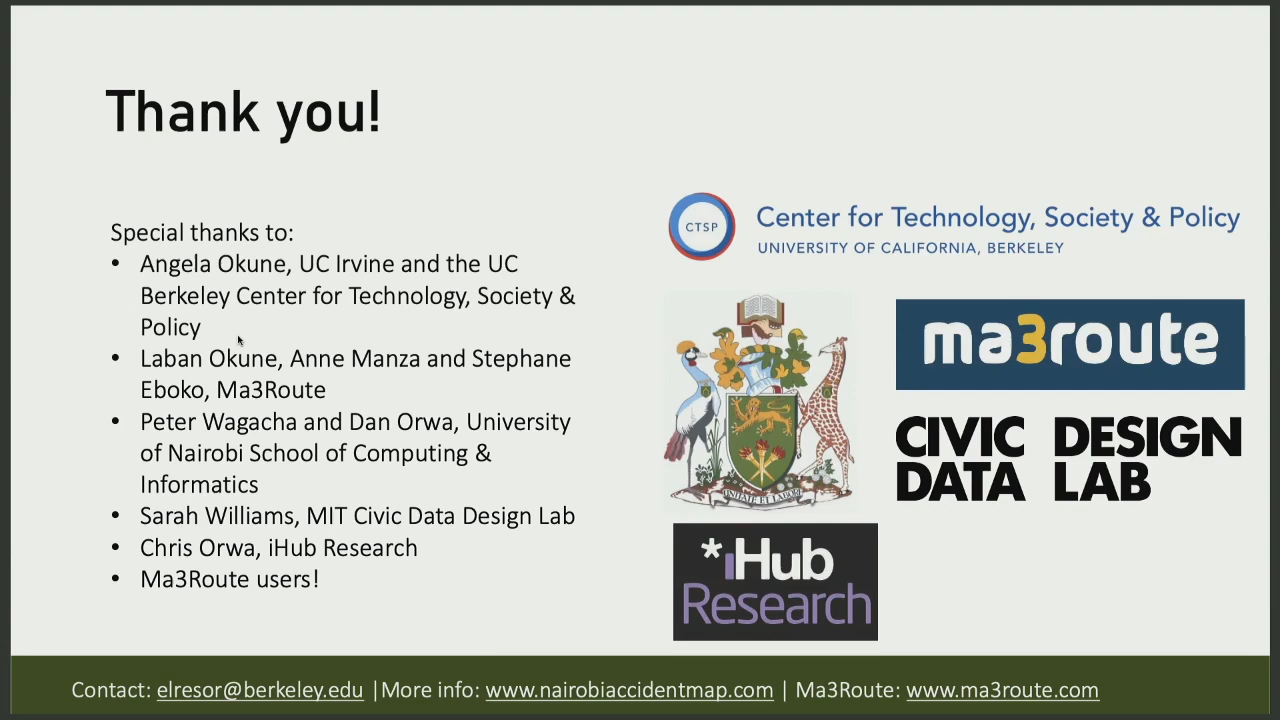 Thank you!
Special thanks to:
• Angela Okune, UC Irvine and the UC
Berkeley Center for Technology, Society &
Policy
• Laban Okune, Anne Manza and Stephane
Eboko, Ma3Route
• Peter Wagacha and Dan Orwa, University
of Nairobi School of Computing &
Informatics
• Sarah Williams, MIT Civic Data Design Lab
• Chris Orwa, iHub Research
• Ma3Route users!
CTSP
Center for Technology, Society & Policy
UNIVERSITY OF CALIFORNIA, BERKELEY
UNITATE ET LABORE
ma3route
CIVIC DESIGN
DATA LAB
*iHub
Research
Contact: elresor@berkeley.edu |More info: www.nairobiaccidentmap.com | Ma3Route: www.ma3route.com